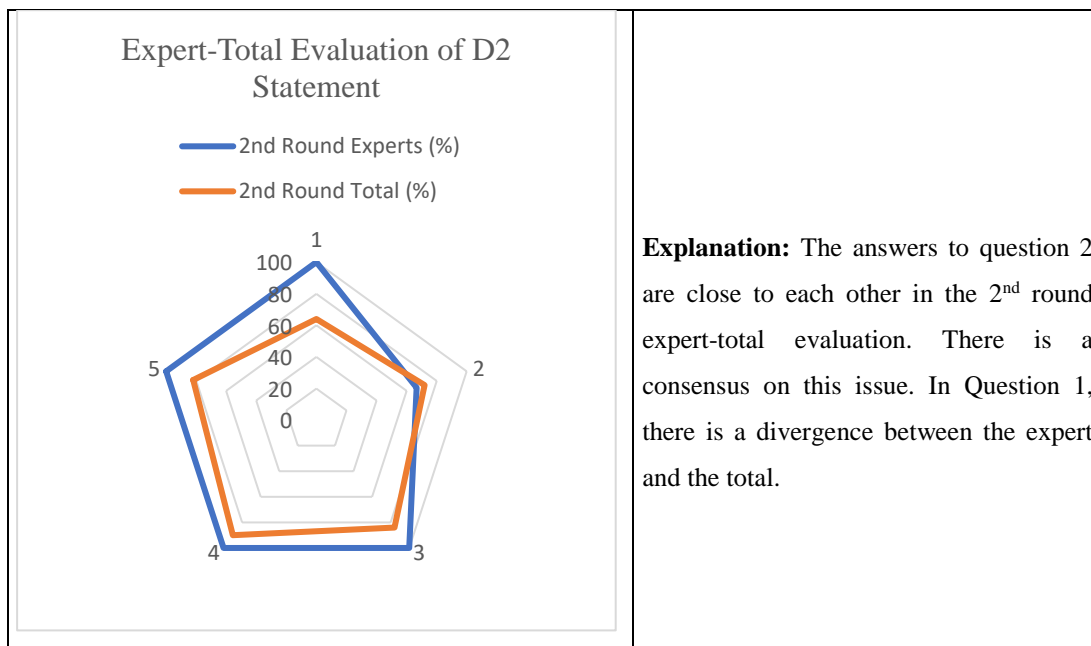 Expert-Total Evaluation of D2
Statement
2nd Round Experts (%)
2nd Round Total (%)
1
100
80
60
40
20
0
2
3
4
5
Explanation: The answers to question 2
are close to each other in the 2nd round
expert-total evaluation. There is a
consensus on this issue. In Question 1,
there is a divergence between the expert
and the total.